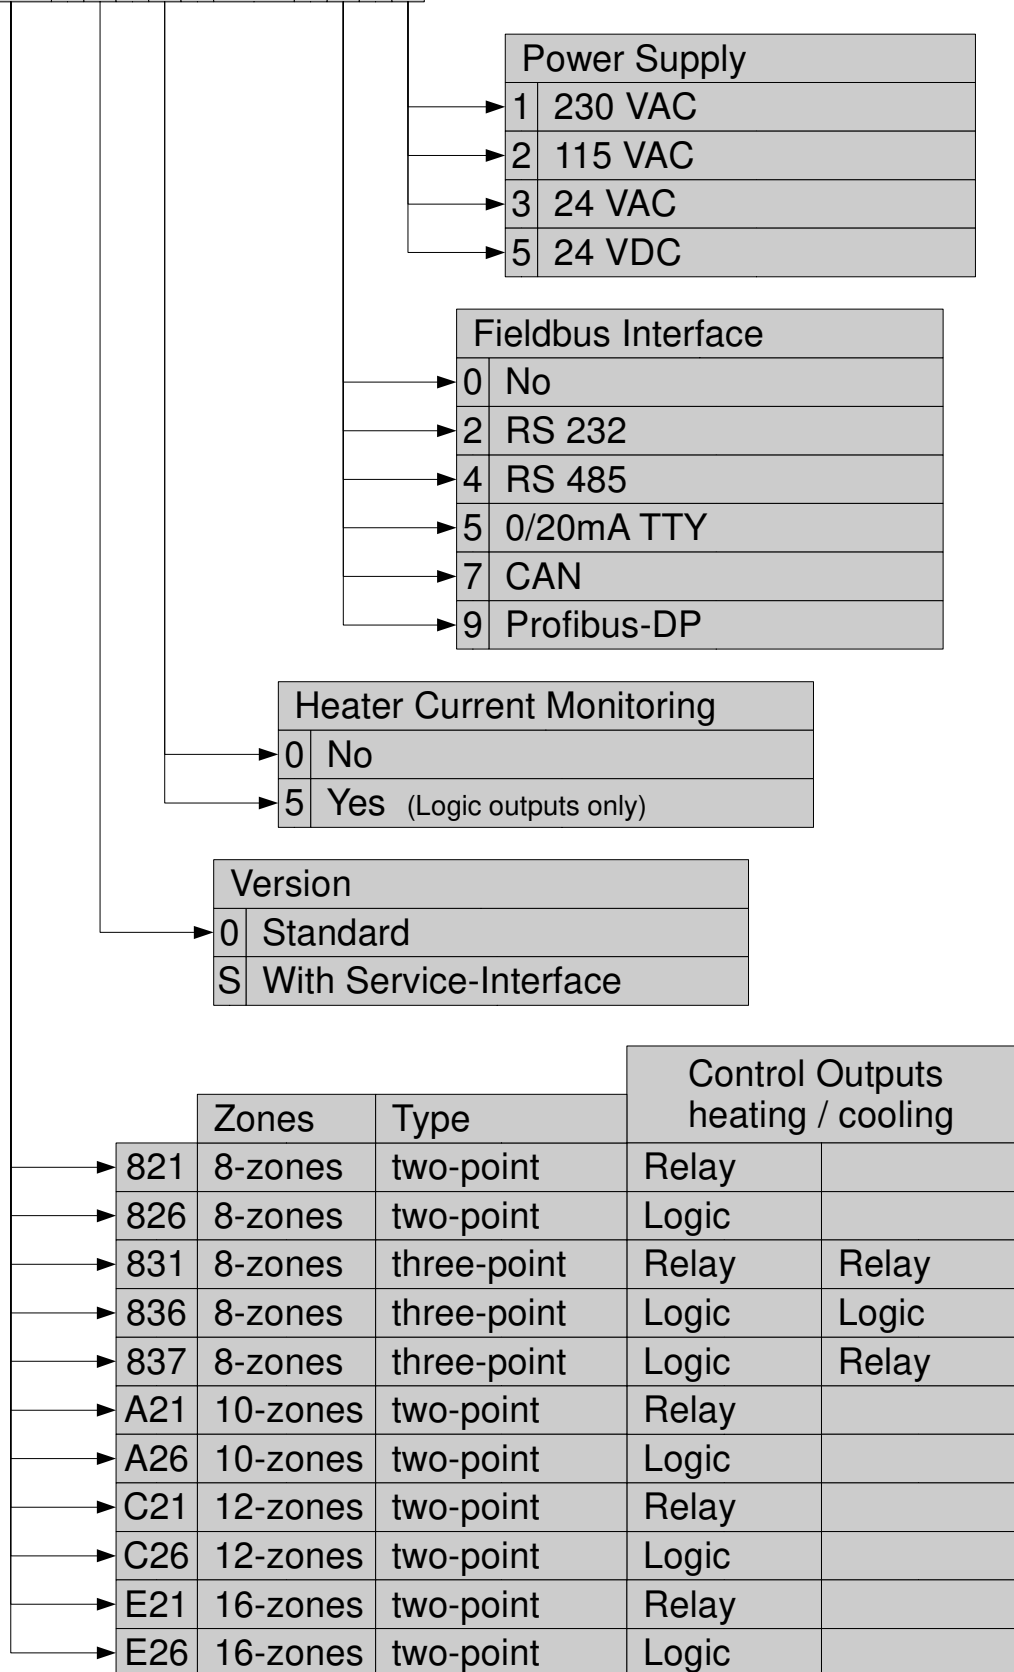 Power Supply
1 230 VAC
2 115 VAC
3 24 VAC
5 24 VDC
Fieldbus Interface
0 No
2 RS 232
4 RS 485
5 0/20mA TTY
7 CAN
9 Profibus-DP
Heater Current Monitoring
0 No
5 Yes (Logic outputs only)
Version
0 Standard
S With Service-Interface
Control Outputs
Zones Type heating / cooling
821 8-zones two-point Relay
826 8-zones two-point Logic
831 8-zones three-point Relay Relay
836 8-zones three-point Logic Logic
837 8-zones three-point Logic Relay
A21 10-zones two-point Relay
A26 10-zones two-point Logic
C21 12-zones two-point Relay
C26 12-zones two-point Logic
E21 16-zones two-point Relay
E26 16-zones two-point Logic